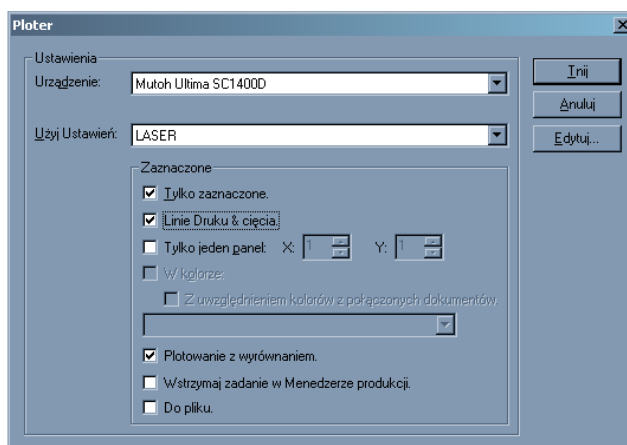 Ploter
Ustawienia
Urządzenie: Mutoh Ultima SC1400D
Tnij
Anuluj
Użyj Ustawień: LASER
Edytuj...
Zaznaczone
Tylko zaznaczone.
Linie Druku & cięcia.
Tylko jeden panel: X: 1 Y: 1
W kolorze:
Z uwzględnieniem kolorów z połączonych dokumentów.
Plotowanie z wyrównaniem.
Wstrzymaj zadanie w Menedzerze produkcji.
Do pliku.